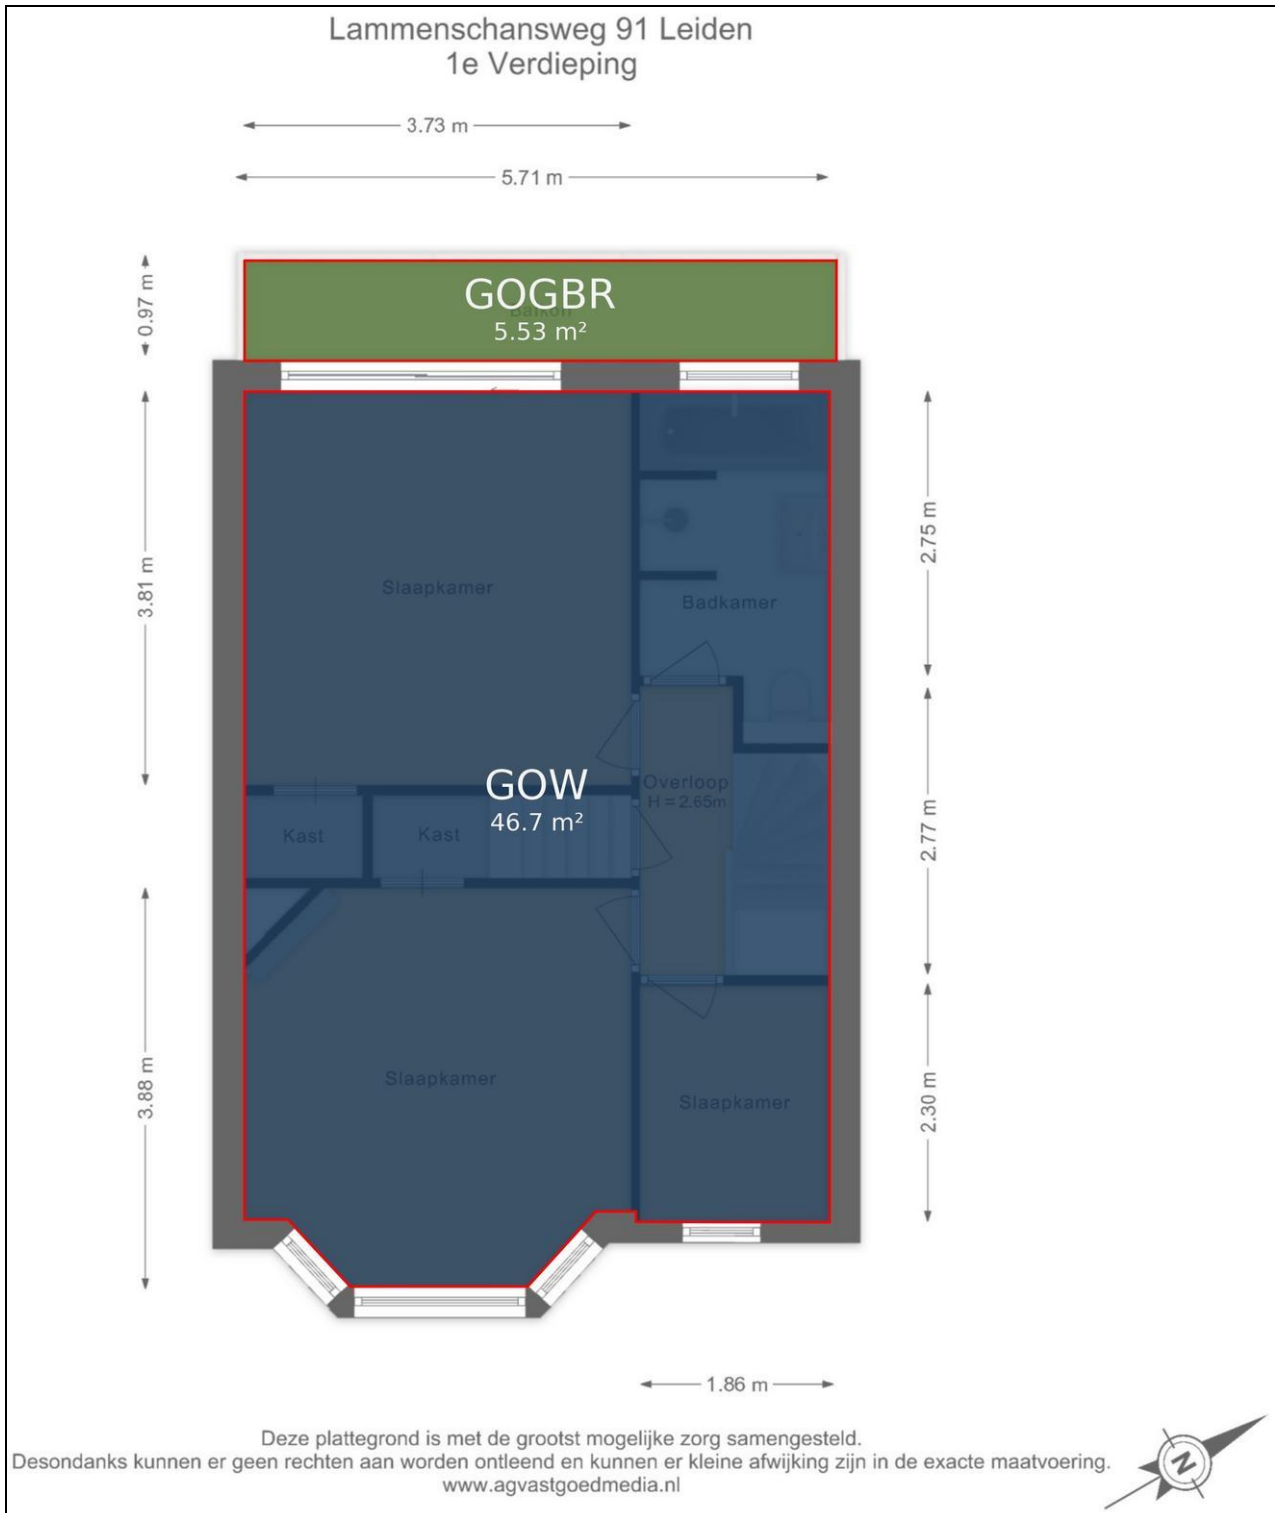 Lammenschansweg 91 Leiden
1e Verdieping
3.73 m
5.71 m
0.97 m
GOGBR
Balkon
5.53 m²
3.81 m
2.75 m
Slaapkamer
Badkamer
GOW
46.7 m²
Overloop
H = 2.65m
2.77 m
Kast
Kast
3.88 m
Slaapkamer
Slaapkamer
2.30 m
1.86 m
Deze plattegrond is met de grootst mogelijke zorg samengesteld.
Desondanks kunnen er geen rechten aan worden ontleend en kunnen er kleine afwijking zijn in de exacte maatvoering.
www.agvastgoedmedia.nl
N